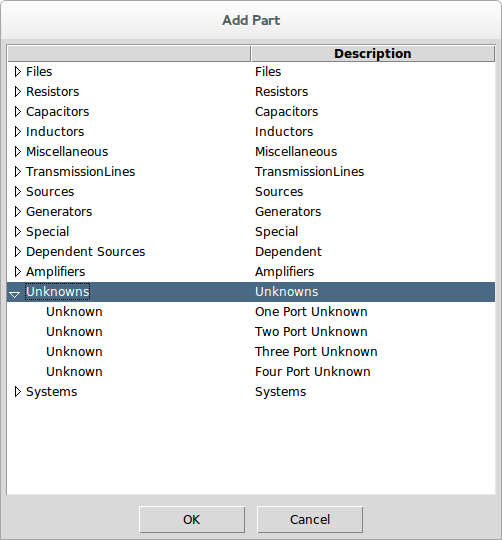 Add Part
Description
Files Files
Resistors Resistors
Capacitors Capacitors
Inductors Inductors
Miscellaneous Miscellaneous
TransmissionLines TransmissionLines
Sources Sources
Generators Generators
Special Special
Dependent Sources Dependent
Amplifiers Amplifiers
Unknowns Unknowns
Unknown One Port Unknown
Unknown Two Port Unknown
Unknown Three Port Unknown
Unknown Four Port Unknown
Systems Systems
OK Cancel